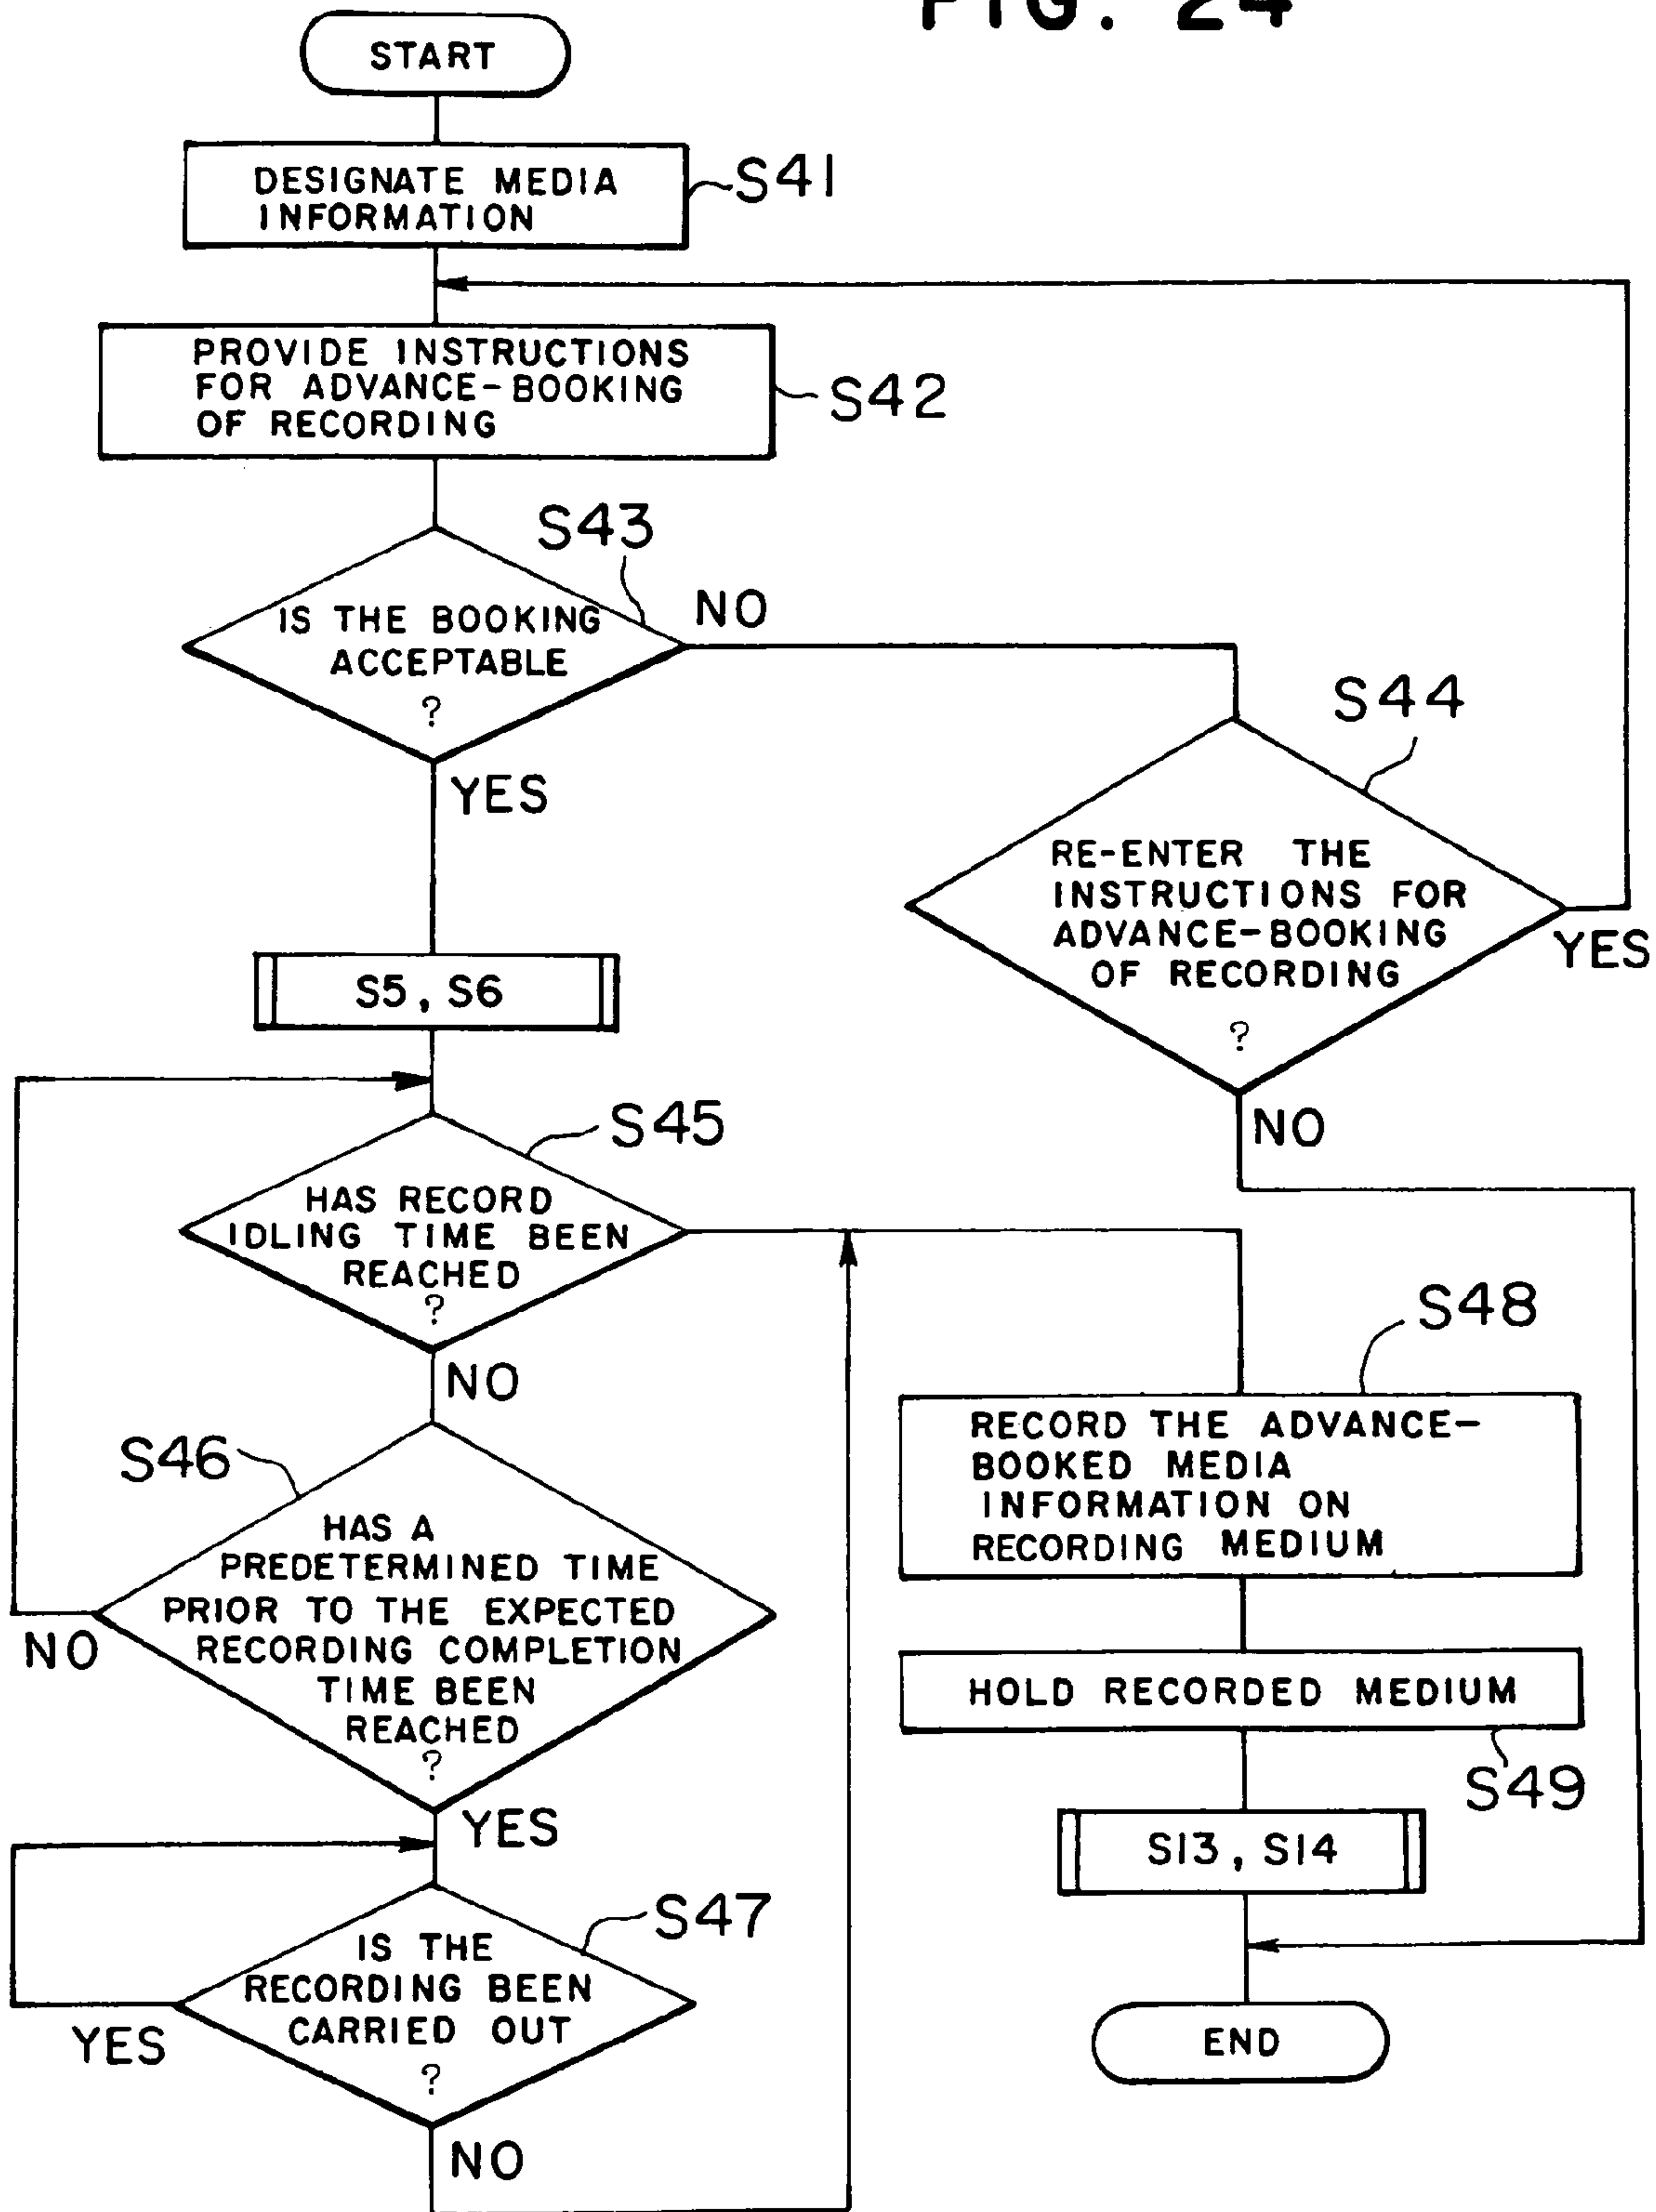 FIG. 24
START
DESIGNATE MEDIA
INFORMATION
S41
PROVIDE INSTRUCTIONS
FOR ADVANCE-BOOKING
OF RECORDING
S42
S43
IS THE BOOKING
ACCEPTABLE
?
NO
YES
S44
RE-ENTER THE
INSTRUCTIONS FOR
ADVANCE-BOOKING
OF RECORDING
?
YES
NO
S5, S6
S45
HAS RECORD
IDLING TIME BEEN
REACHED
?
NO
S46
HAS A
PREDETERMINED TIME
PRIOR TO THE EXPECTED
RECORDING COMPLETION
TIME BEEN
REACHED
?
NO
YES
S47
IS THE
RECORDING BEEN
CARRIED OUT
?
YES
NO
S48
RECORD THE ADVANCE-
BOOKED MEDIA
INFORMATION ON
RECORDING MEDIUM
HOLD RECORDED MEDIUM
S49
S13, S14
END